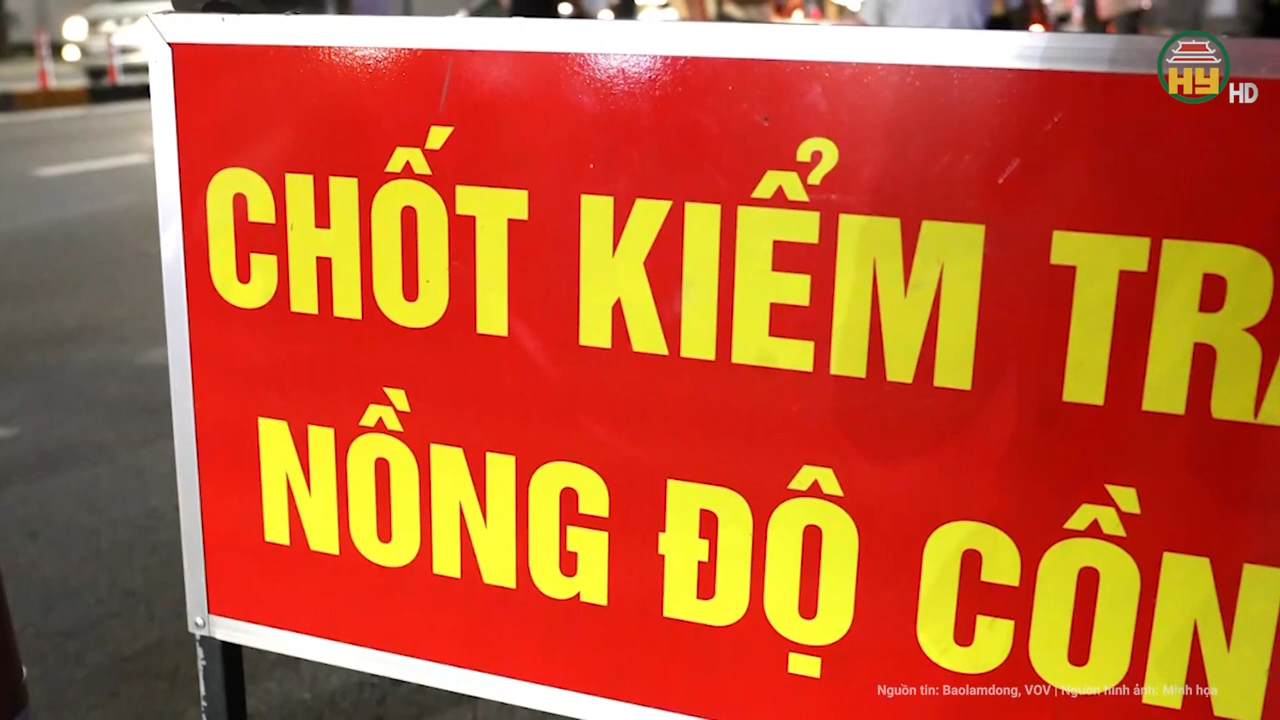 HY HD
CHỐT KIỂM TRA
NỒNG ĐỘ CỒN
Nguồn tin: Baolamdong, VOV | Nguồn hình ảnh: Minh họa